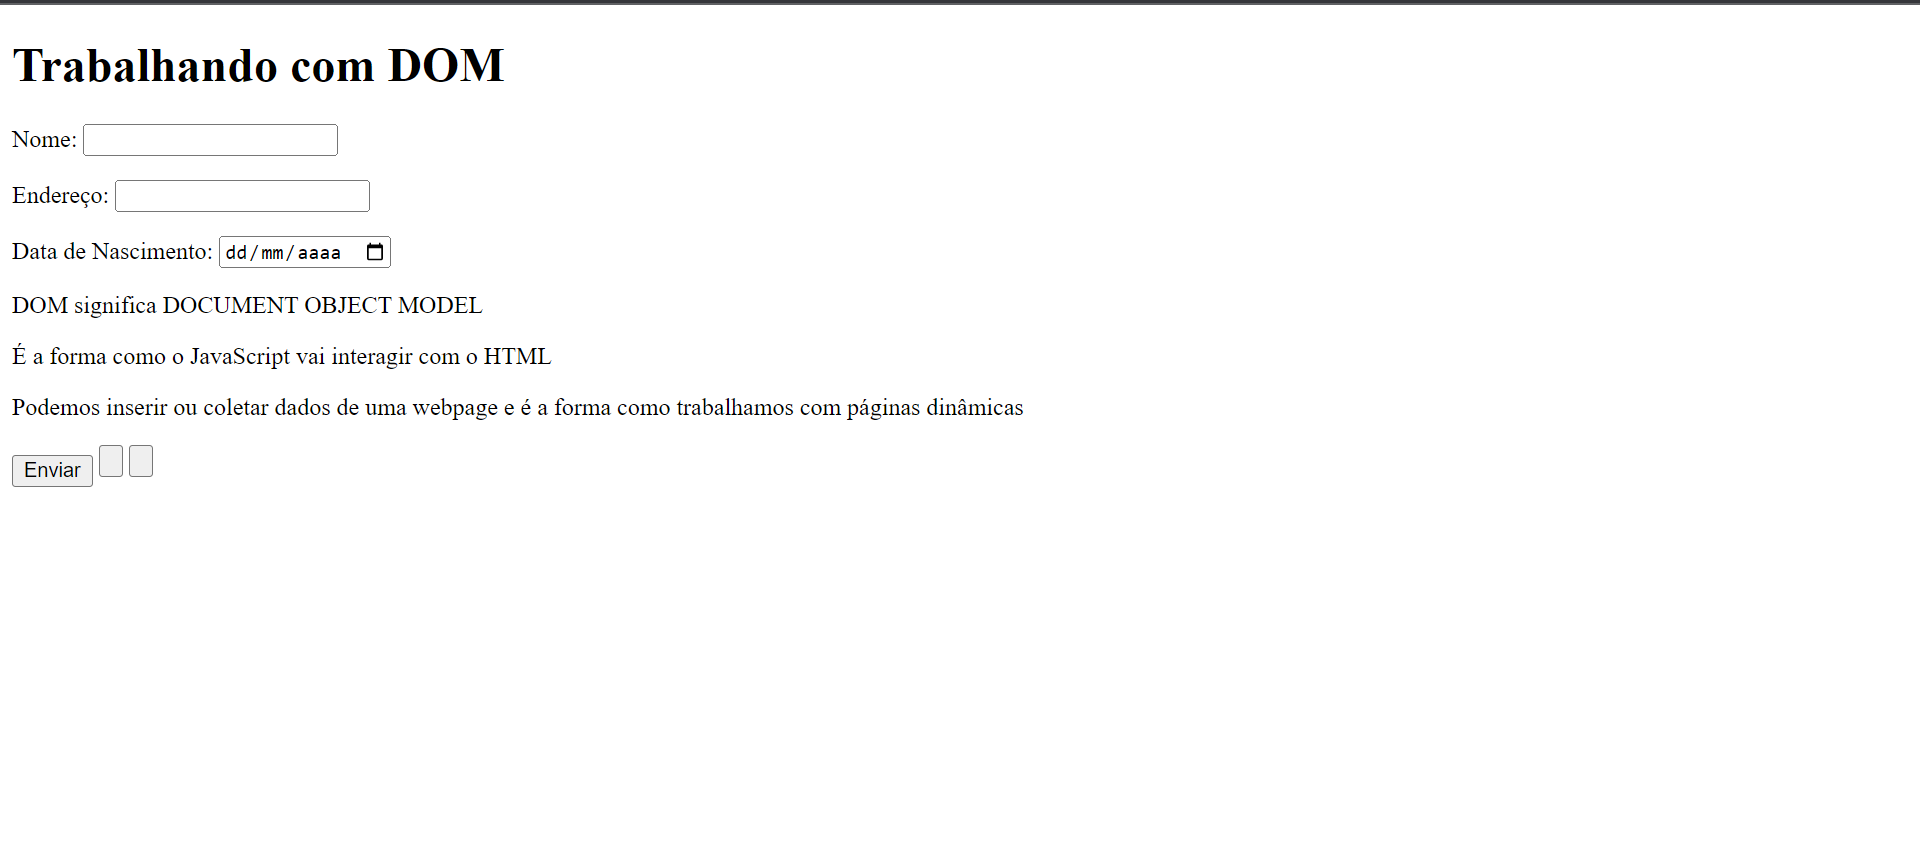 Trabalhando com DOM
Nome:
Endereço:
Data de Nascimento: dd/mm/aaaa
DOM significa DOCUMENT OBJECT MODEL
É a forma como o JavaScript vai interagir com o HTML
Podemos inserir ou coletar dados de uma webpage e é a forma como trabalhamos com páginas dinâmicas
Enviar